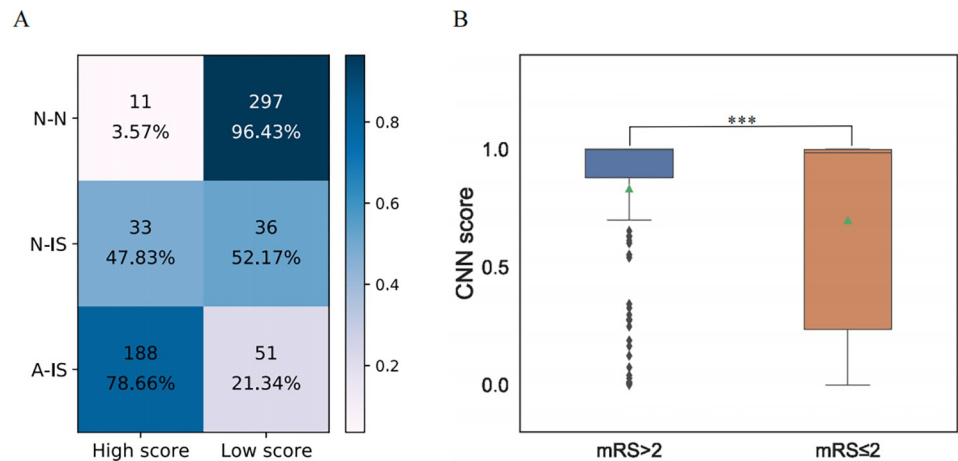 A
N-N
11
3.57%
297
96.43%
N-IS
33
47.83%
36
52.17%
A-IS
188
78.66%
51
21.34%
High score
Low score
0.8
0.6
0.4
0.2
B
***
CNN score
1.0
0.5
0.0
mRS>2
mRS≤2